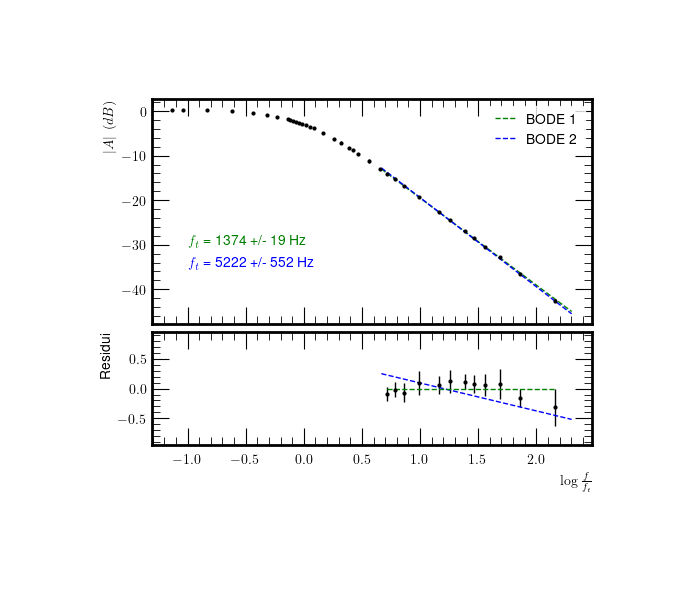 |A| (dB)
0
−10
−20
−30
−40
BODE 1
BODE 2
f_t = 1374 +/- 19 Hz
f_t = 5222 +/- 552 Hz
Residui
0.5
0.0
−0.5
−1.0 −0.5 0.0 0.5 1.0 1.5 2.0
log f/f_t